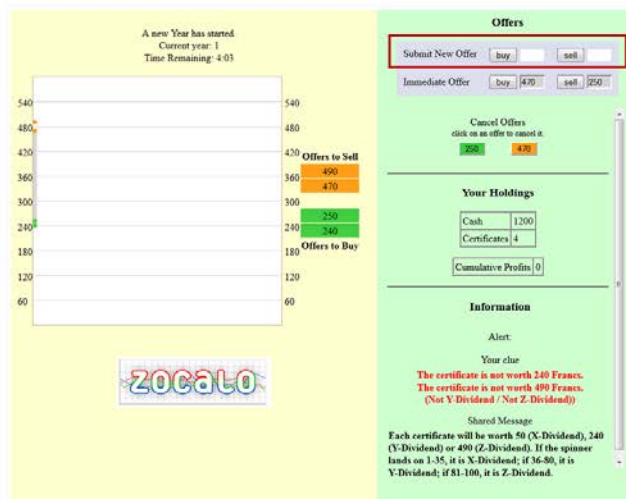 A new Year has started
Current year: 1
Time Remaining: 4:03
540
480
420
360
300
240
180
120
60
540
480
420
360
300
240
180
120
60
Offers to Sell
490
470
250
240
Offers to Buy
ZOCALO
Offers
Submit New Offer buy sell
Immediate Offer buy 470 sell 250
Cancel Offers
click on an offer to cancel it.
250 470
Your Holdings
Cash 1200
Certificates 4
Cumulative Profits 0
Information
Alert:
Your clue
The certificate is not worth 240 Francs.
The certificate is not worth 490 Francs.
(Not Y-Dividend / Not Z-Dividend))
Shared Message
Each certificate will be worth 50 (X-Dividend), 240
(Y-Dividend) or 490 (Z-Dividend). If the spinner
lands on 1-35, it is X-Dividend; if 36-80, it is
Y-Dividend; if 81-100, it is Z-Dividend.